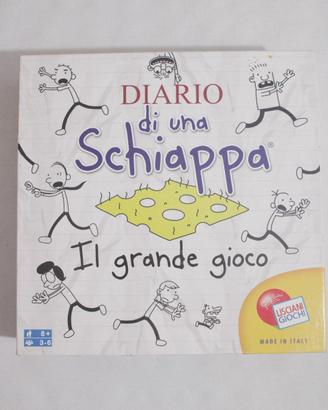 DIARIO
di una
Schiappa®
Il grande gioco
8+
3-6
LISCIANI
GIOCHI
MADE IN ITALY